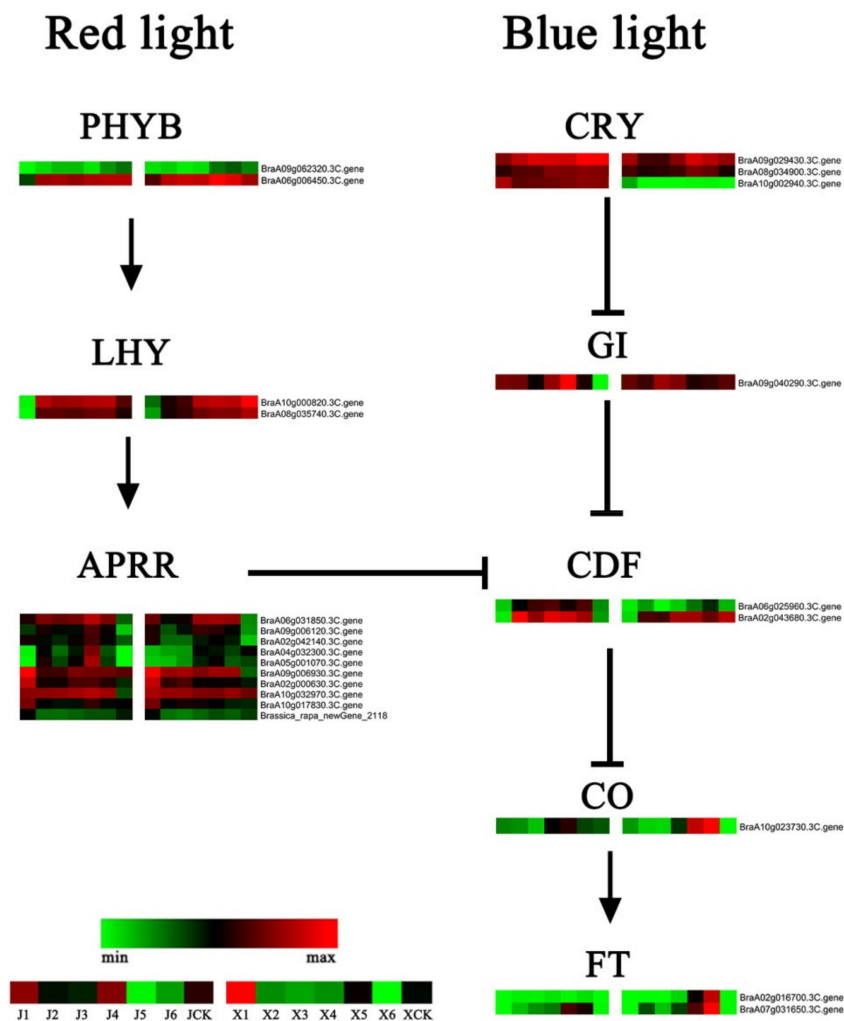 Red light
Blue light
PHYB
BraA09g062320.3C.gene
BraA06g006450.3C.gene
CRY
BraA09g029430.3C.gene
BraA08g034900.3C.gene
BraA10g002940.3C.gene
LHY
BraA10g000820.3C.gene
BraA08g035740.3C.gene
GI
BraA09g040290.3C.gene
APRR
BraA06g031850.3C.gene
BraA09g006120.3C.gene
BraA02g042140.3C.gene
BraA04g032300.3C.gene
BraA05g001070.3C.gene
BraA09g006930.3C.gene
BraA02g000630.3C.gene
BraA10g032970.3C.gene
BraA10g017830.3C.gene
Brassica_rapa_newGene_2118
CDF
BraA06g025960.3C.gene
BraA02g043680.3C.gene
CO
BraA10g023730.3C.gene
FT
BraA02g016700.3C.gene
BraA07g031650.3C.gene
min max
J1 J2 J3 J4 J5 J6 JCK X1 X2 X3 X4 X5 X6 XCK